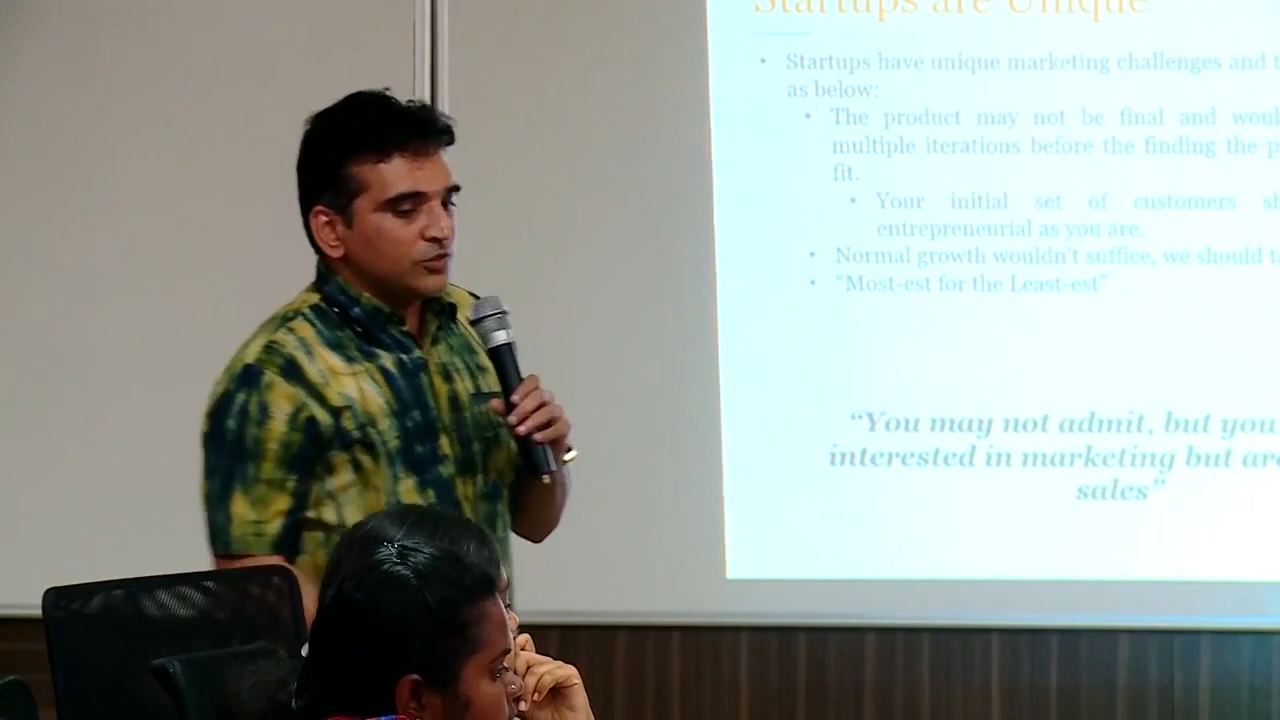 Startups are Unique
• Startups have unique marketing challenges and
as below:
• The product may not be final and
multiple iterations before the finding the
fit.
• Your initial set of customers
entrepreneurial as you are.
• Normal growth wouldn't suffice, we should
• "Most-est for the Least-est"
“You may not admit, but you
interested in marketing but
sales”